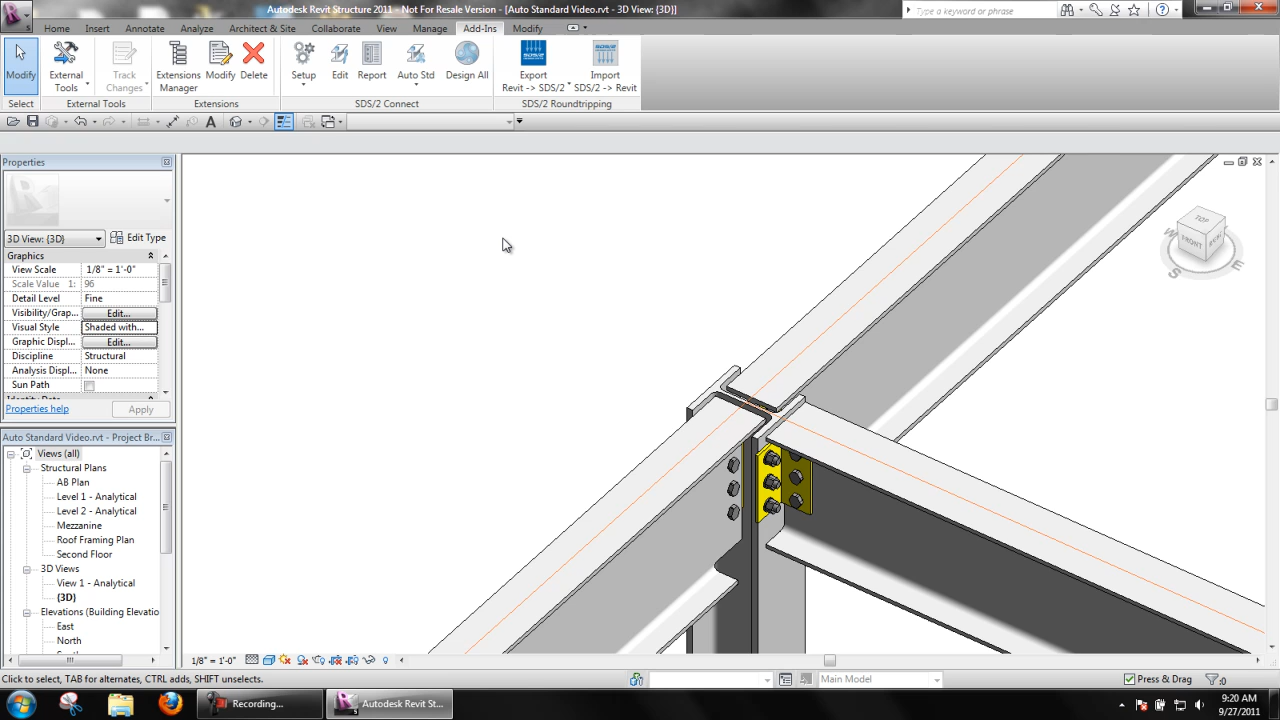 Autodesk Revit Structure 2011 - Not For Resale Version - [Auto Standard Video.rvt - 3D View: {3D}]
Type a keyword or phrase
Home Insert Annotate Analyze Architect & Site Collaborate View Manage Add-Ins Modify
SDS/2 SDS/2
Modify External Tools Track Changes Extensions Manager Modify Delete Setup Edit Report Auto Std Design All Export Revit -> SDS/2 Import SDS/2 -> Revit
Select External Tools Extensions SDS/2 Connect SDS/2 Roundtripping
A
Properties
3D View: {3D} Edit Type
Graphics
View Scale 1/8" = 1'-0"
Scale Value 1: 96
Detail Level Fine
Visibility/Grap... Edit...
Visual Style Shaded with...
Graphic Displ... Edit...
Discipline Structural
Analysis Displ... None
Sun Path
Identity Data
Properties help Apply
Auto Standard Video.rvt - Project Br...
Views (all)
Structural Plans
AB Plan
Level 1 - Analytical
Level 2 - Analytical
Mezzanine
Roof Framing Plan
Second Floor
3D Views
View 1 - Analytical
{3D}
Elevations (Building Elevatio
East
North
TOP
FRONT
W
S
E
1/8" = 1'-0"
Click to select, TAB for alternates, CTRL adds, SHIFT unselects.
Main Model
Press & Drag
:0
Recording...
Autodesk Revit St...
9:20 AM
9/27/2011